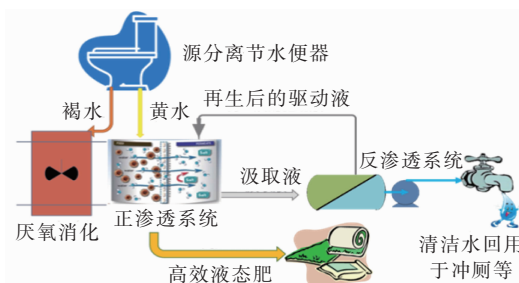 源分离节水便器
褐水
黄水
再生后的驱动液
反渗透系统
汲取液
厌氧消化
正渗透系统
高效液态肥
清洁水回用
于冲厕等